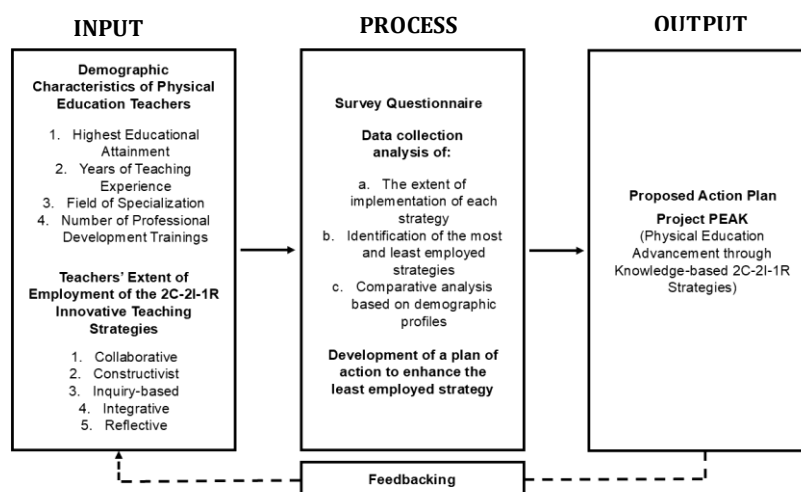 INPUT
Demographic
Characteristics of Physical
Education Teachers
1. Highest Educational
Attainment
2. Years of Teaching
Experience
3. Field of Specialization
4. Number of Professional
Development Trainings
Teachers' Extent of
Employment of the 2C-2I-1R
Innovative Teaching
Strategies
1. Collaborative
2. Constructivist
3. Inquiry-based
4. Integrative
5. Reflective
PROCESS
Survey Questionnaire
Data collection
analysis of:
a. The extent of
implementation of each
strategy
b. Identification of the most
and least employed
strategies
c. Comparative analysis
based on demographic
profiles
Development of a plan of
action to enhance the
least employed strategy
OUTPUT
Proposed Action Plan
Project PEAK
(Physical Education
Advancement through
Knowledge-based 2C-2I-1R
Strategies)
Feedbacking